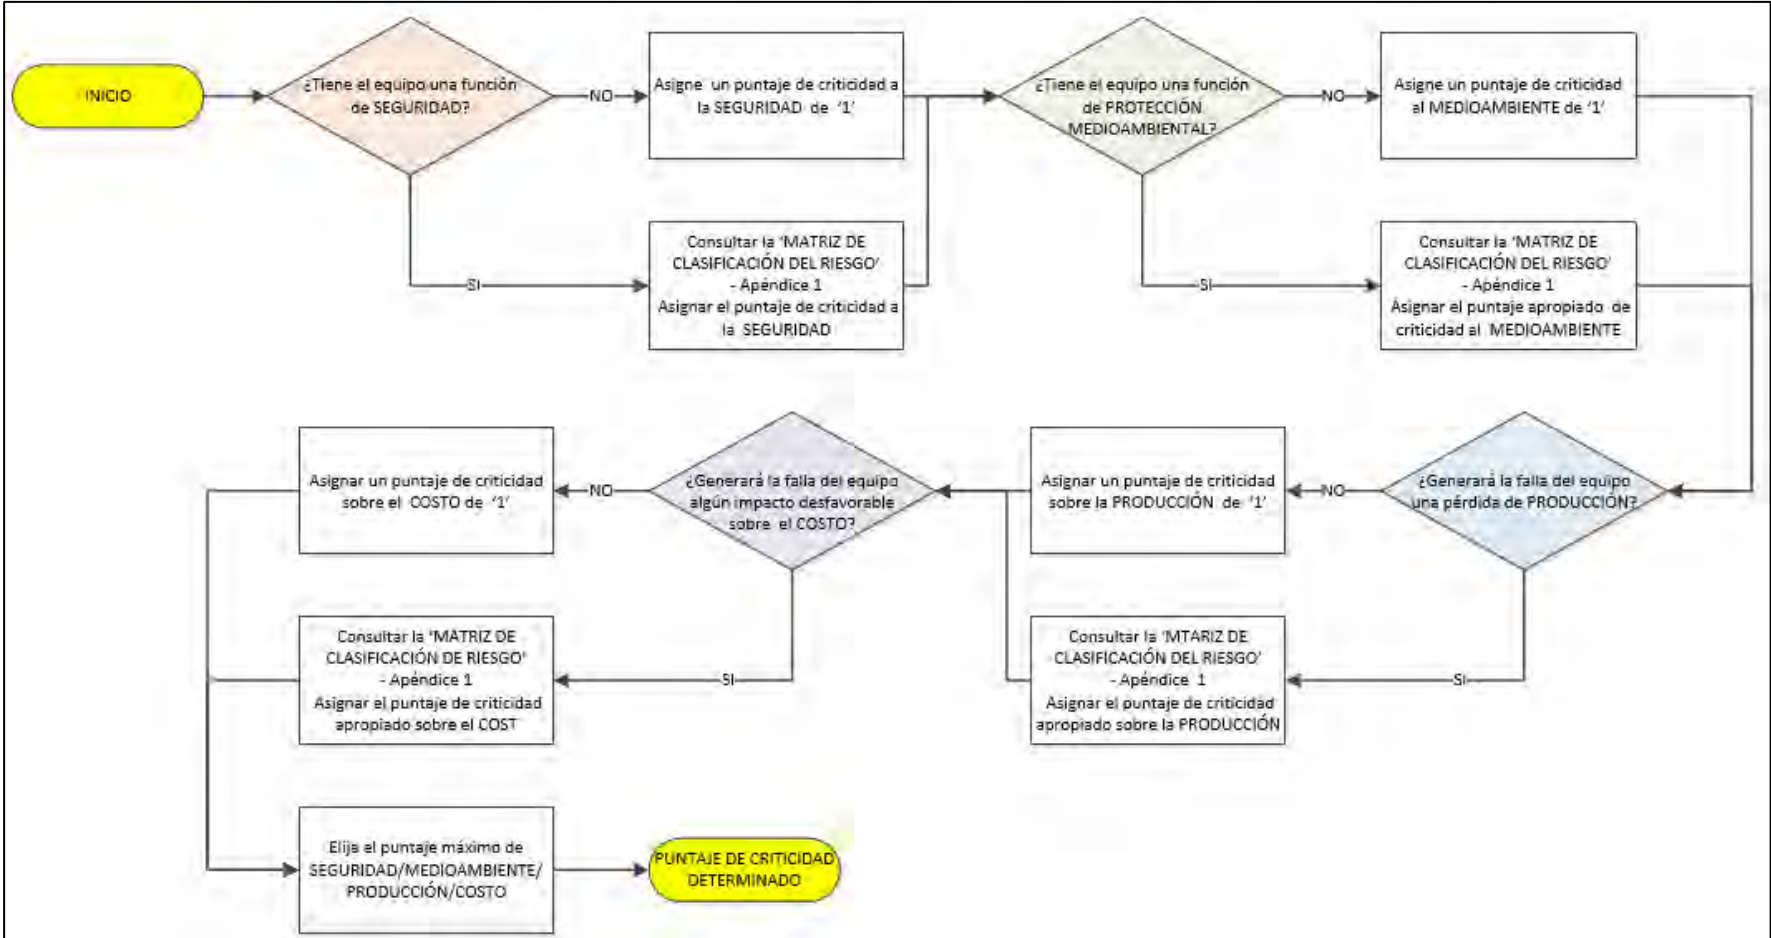 INICIO
¿Tiene el equipo una función
de SEGURIDAD?
NO
Asigne un puntaje de criticidad a
la SEGURIDAD de '1'
¿Tiene el equipo una función
de PROTECCIÓN
MEDIOAMBIENTAL?
NO
Asigne un puntaje de criticidad
al MEDIOAMBIENTE de '1'
SI
Consultar la 'MATRIZ DE
CLASIFICACIÓN DEL RIESGO'
- Apéndice 1
Asignar el puntaje de criticidad a
la SEGURIDAD
SI
Consultar la 'MATRIZ DE
CLASIFICACIÓN DEL RIESGO'
- Apéndice 1
Asignar el puntaje apropiado de
criticidad al MEDIOAMBIENTE
¿Generará la falla del equipo
una pérdida de PRODUCCIÓN?
NO
Asignar un puntaje de criticidad
sobre la PRODUCCIÓN de '1'
¿Generará la falla del equipo
algún impacto desfavorable
sobre el COSTO?
NO
Asignar un puntaje de criticidad
sobre el COSTO de '1'
SI
Consultar la 'MTARIZ DE
CLASIFICACIÓN DEL RIESGO'
- Apéndice 1
Asignar el puntaje de criticidad
apropiado sobre la PRODUCCIÓN
SI
Consultar la 'MATRIZ DE
CLASIFICACIÓN DE RIESGO'
- Apéndice 1
Asignar el puntaje de criticidad
apropiado sobre el COST
Elija el puntaje máximo de
SEGURIDAD/MEDIOAMBIENTE/
PRODUCCIÓN/COSTO
PUNTAJE DE CRITICIDAD
DETERMINADO